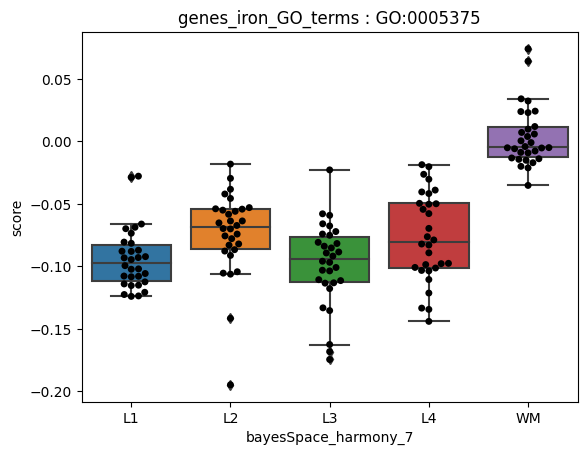 genes_iron_GO_terms : GO:0005375
score
0.05
0.00
−0.05
−0.10
−0.15
−0.20
L1 L2 L3 L4 WM
bayesSpace_harmony_7